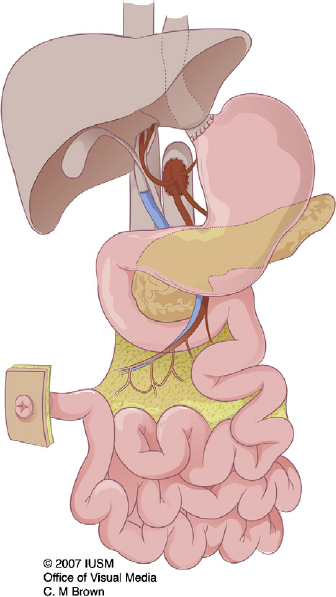 © 2007 IUSM
Office of Visual Media
C. M Brown